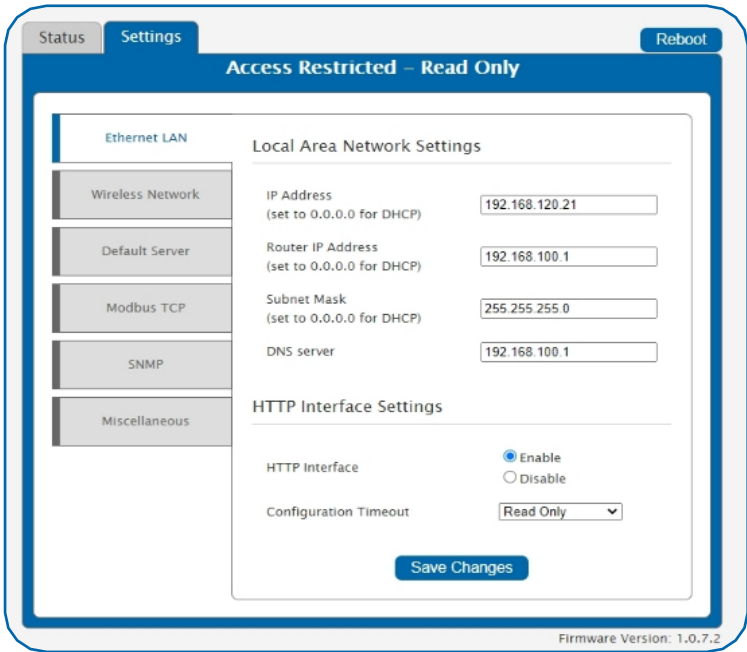 Status
Settings
Reboot
Access Restricted – Read Only
Ethernet LAN
Wireless Network
Default Server
Modbus TCP
SNMP
Miscellaneous
Local Area Network Settings
IP Address
(set to 0.0.0.0 for DHCP)
192.168.120.21
Router IP Address
(set to 0.0.0.0 for DHCP)
192.168.100.1
Subnet Mask
(set to 0.0.0.0 for DHCP)
255.255.255.0
DNS server
192.168.100.1
HTTP Interface Settings
HTTP Interface
Enable
Disable
Configuration Timeout
Read Only
Save Changes
Firmware Version: 1.0.7.2